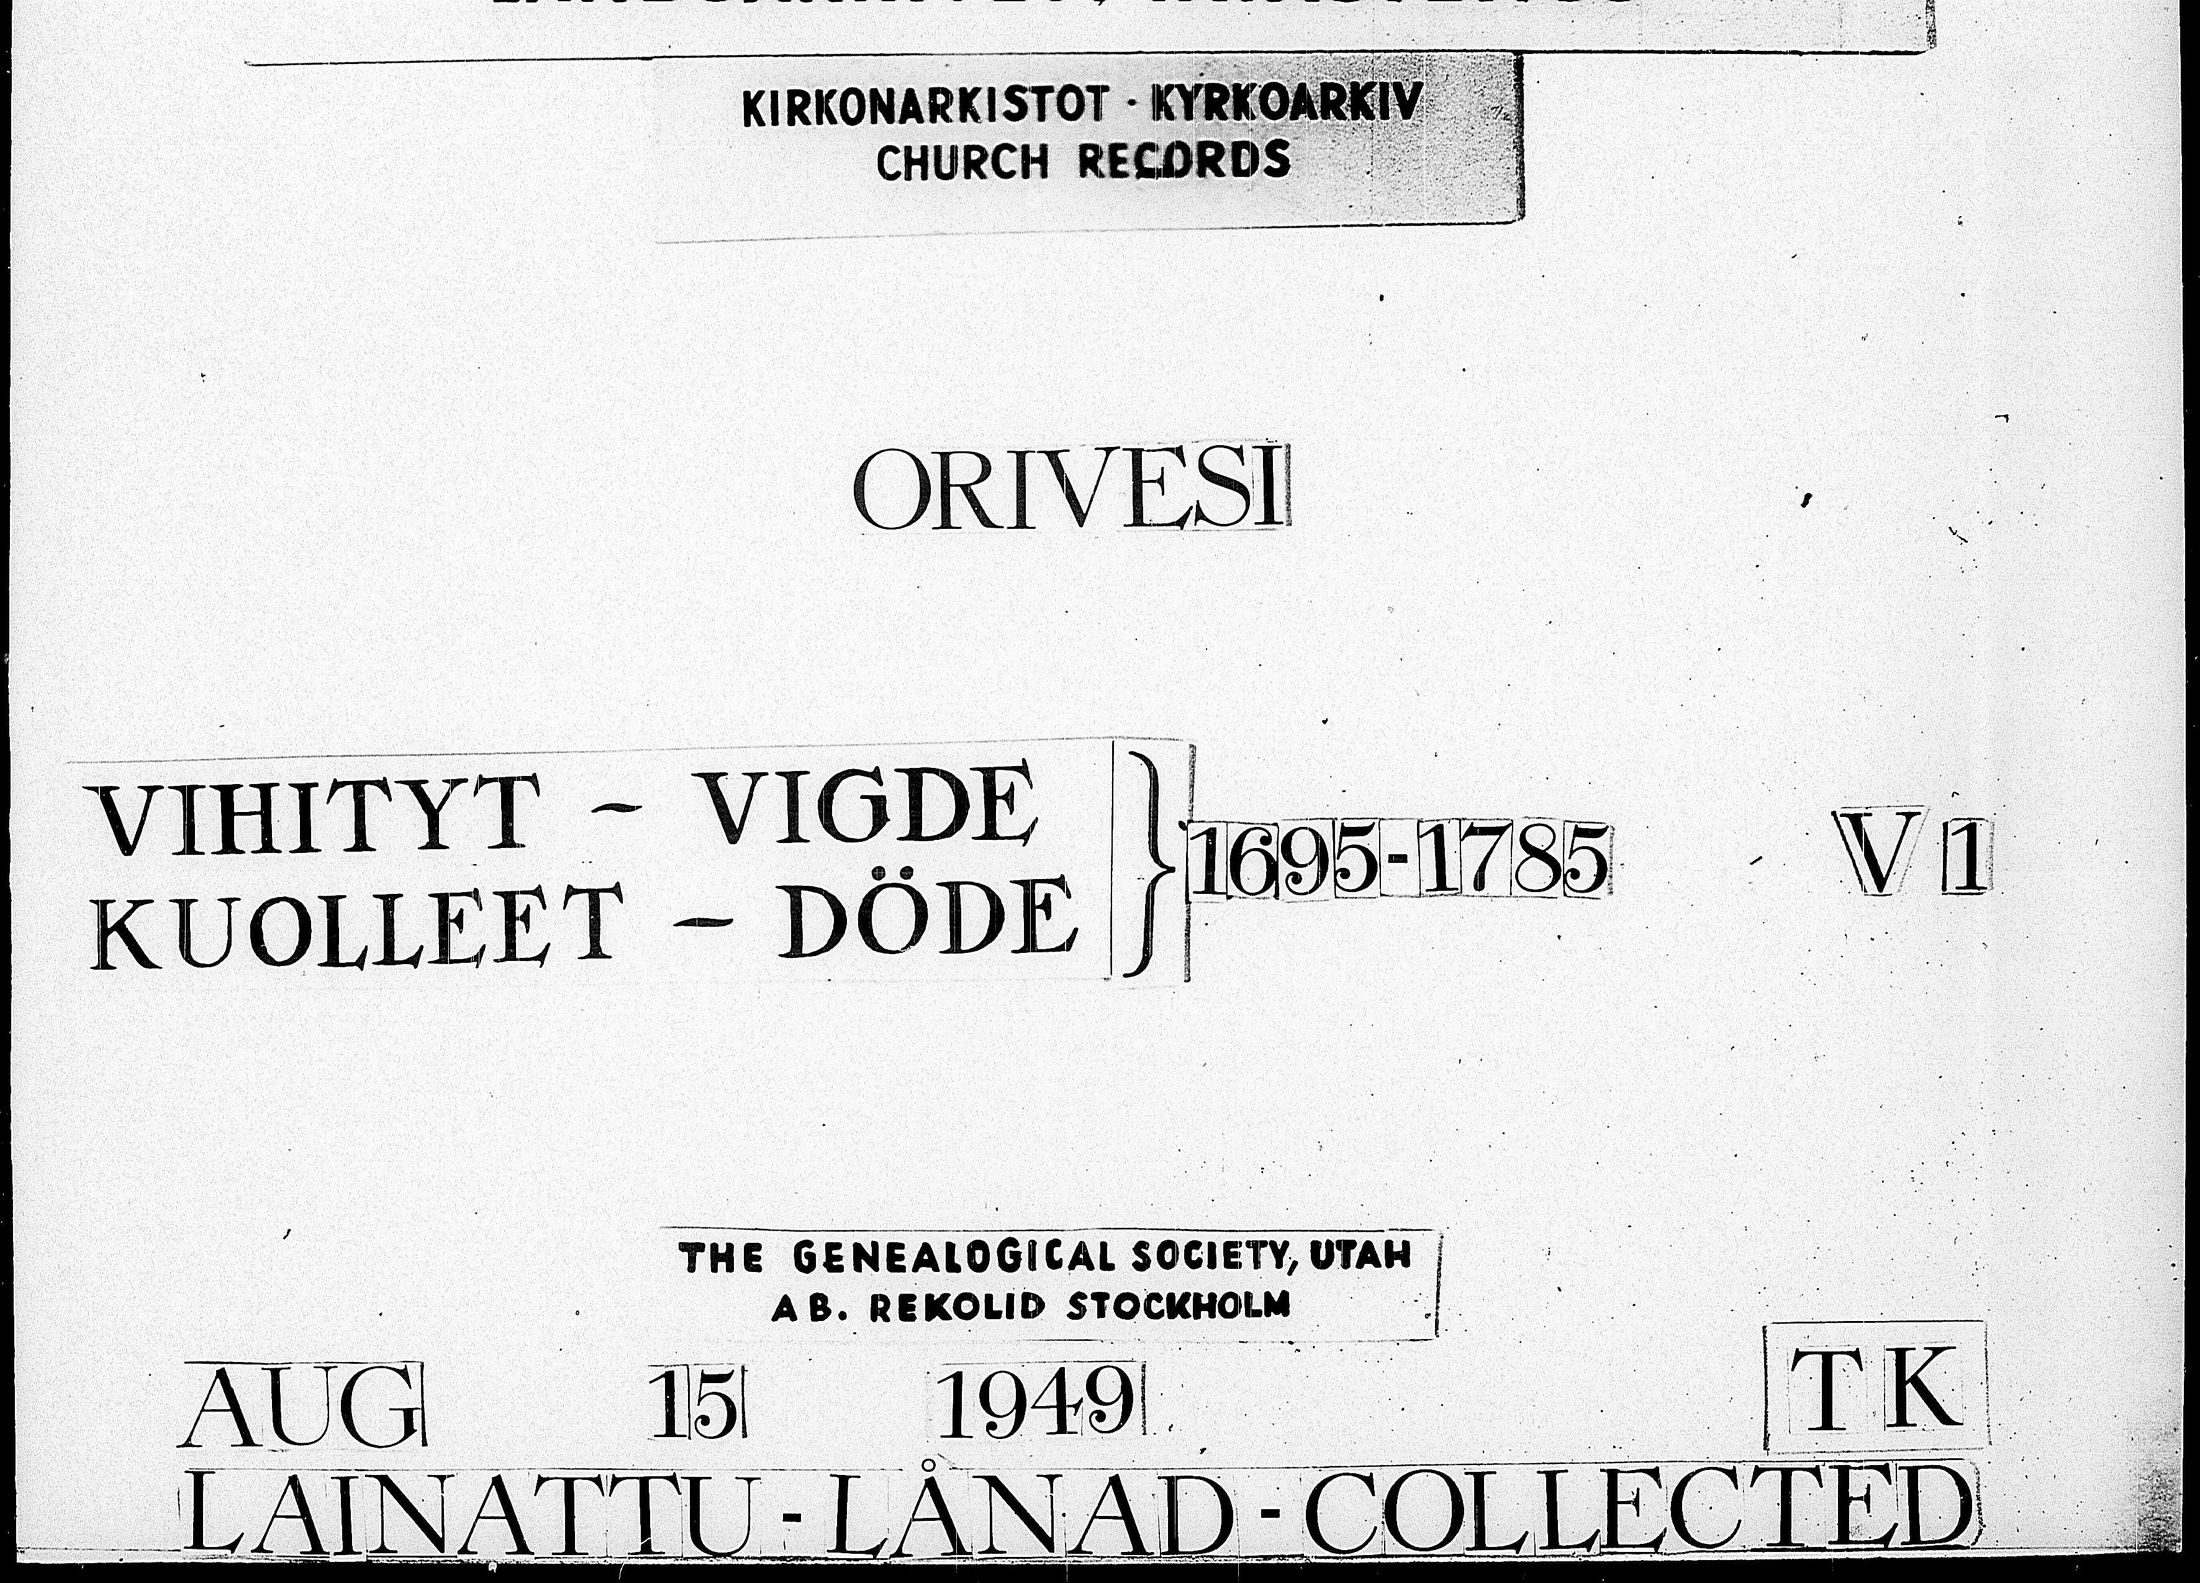 KIRKONARKISTOT · KYRKOARKIV
CHURCH RECORDS
ORIVESI
VIHITYT - VIGDE
KUOLLEET - DÖDE
} 1695-1785 V 1
THE GENEALOGICAL SOCIETY, UTAH
AB. REKOLID STOCKHOLM
AUG 15 1949 TK
LAINATTU - LÅNAD - COLLECTED